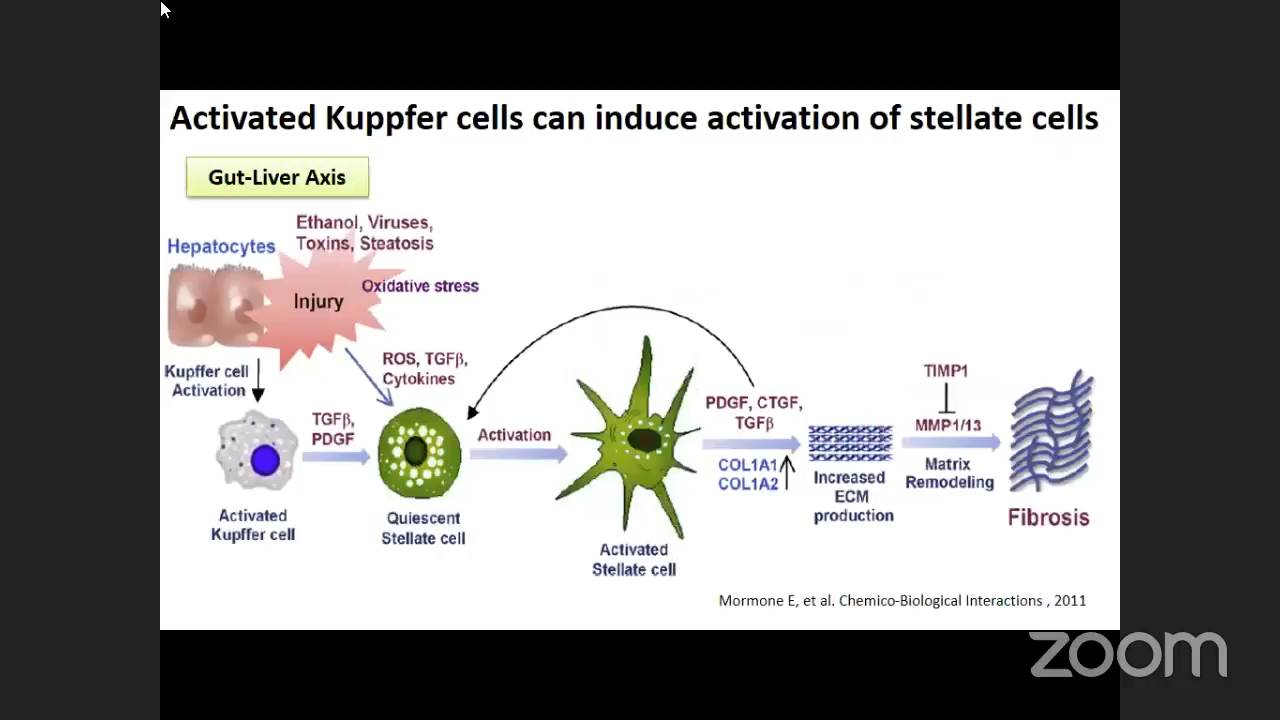 Activated Kuppfer cells can induce activation of stellate cells
Gut-Liver Axis
Ethanol, Viruses,
Toxins, Steatosis
Hepatocytes
Oxidative stress
Injury
Kupffer cell
Activation
ROS, TGFβ,
Cytokines
TGFβ,
PDGF
Activation
PDGF, CTGF,
TGFβ
COL1A1
COL1A2
TIMP1
MMP1/13
Matrix
Remodeling
Increased
ECM
production
Fibrosis
Activated
Kupffer cell
Quiescent
Stellate cell
Activated
Stellate cell
Mormone E, et al. Chemico-Biological Interactions , 2011
zoom